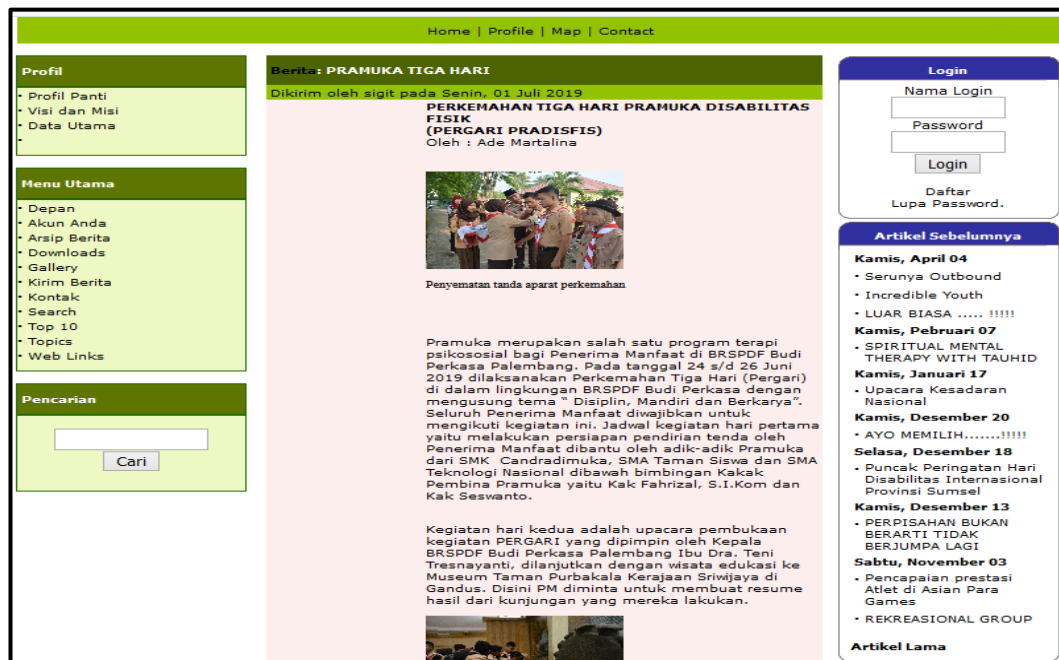 Home | Profile | Map | Contact
Profil
• Profil Panti
• Visi dan Misi
• Data Utama
•
Menu Utama
• Depan
• Akun Anda
• Arsip Berita
• Downloads
• Gallery
• Kirim Berita
• Kontak
• Search
• Top 10
• Topics
• Web Links
Pencarian
Cari
Berita: PRAMUKA TIGA HARI
Dikirim oleh sigit pada Senin, 01 Juli 2019
PERKEMAHAN TIGA HARI PRAMUKA DISABILITAS
FISIK
(PERGARI PRADISFIS)
Oleh : Ade Martalina
Penyematan tanda aparat perkemahan
Pramuka merupakan salah satu program terapi
psikososial bagi Penerima Manfaat di BRSPDF Budi
Perkasa Palembang. Pada tanggal 24 s/d 26 Juni
2019 dilaksanakan Perkemahan Tiga Hari (Pergari)
di dalam lingkungan BRSPDF Budi Perkasa dengan
mengusung tema “ Disiplin, Mandiri dan Berkarya”.
Seluruh Penerima Manfaat diwajibkan untuk
mengikuti kegiatan ini. Jadwal kegiatan hari pertama
yaitu melakukan persiapan pendirian tenda oleh
Penerima Manfaat dibantu oleh adik-adik Pramuka
dari SMK Candradimuka, SMA Taman Siswa dan SMA
Teknologi Nasional dibawah bimbingan Kakak
Pembina Pramuka yaitu Kak Fahrizal, S.I.Kom dan
Kak Seswanto.
Kegiatan hari kedua adalah upacara pembukaan
kegiatan PERGARI yang dipimpin oleh Kepala
BRSPDF Budi Perkasa Palembang Ibu Dra. Teni
Tresnayanti, dilanjutkan dengan wisata edukasi ke
Museum Taman Purbakala Kerajaan Sriwijaya di
Gandus. Disini PM diminta untuk membuat resume
hasil dari kunjungan yang mereka lakukan.
Login
Nama Login
Password
Login
Daftar
Lupa Password.
Artikel Sebelumnya
Kamis, April 04
• Serunya Outbound
• Incredible Youth
• LUAR BIASA ..... !!!!!
Kamis, Pebruari 07
• SPIRITUAL MENTAL
THERAPY WITH TAUHID
Kamis, Januari 17
• Upacara Kesadaran
Nasional
Kamis, Desember 20
• AYO MEMILIH.......!!!!!
Selasa, Desember 18
• Puncak Peringatan Hari
Disabilitas Internasional
Provinsi Sumsel
Kamis, Desember 13
• PERPISAHAN BUKAN
BERARTI TIDAK
BERJUMPA LAGI
Sabtu, November 03
• Pencapaian prestasi
Atlet di Asian Para
Games
• REKREASIONAL GROUP
Artikel Lama